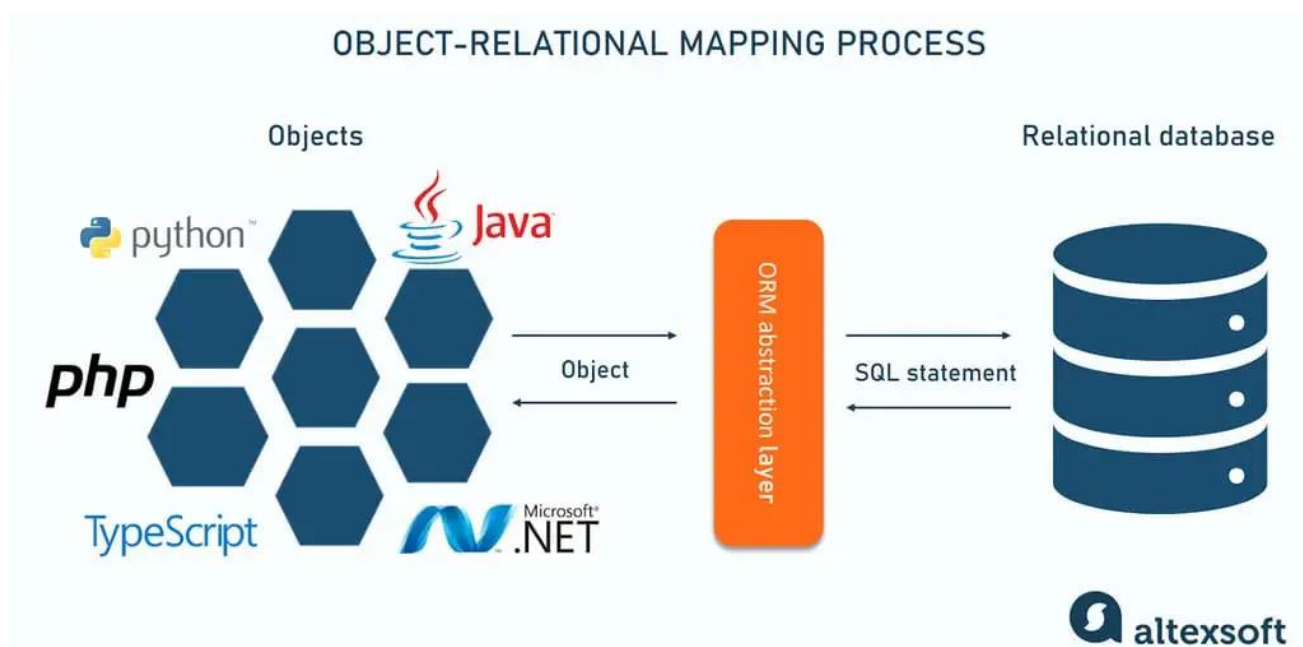 OBJECT-RELATIONAL MAPPING PROCESS
Objects
Relational database
python™
Java™
php
TypeScript
Microsoft®
.NET
Object
ORM abstraction layer
SQL statement
altexsoft